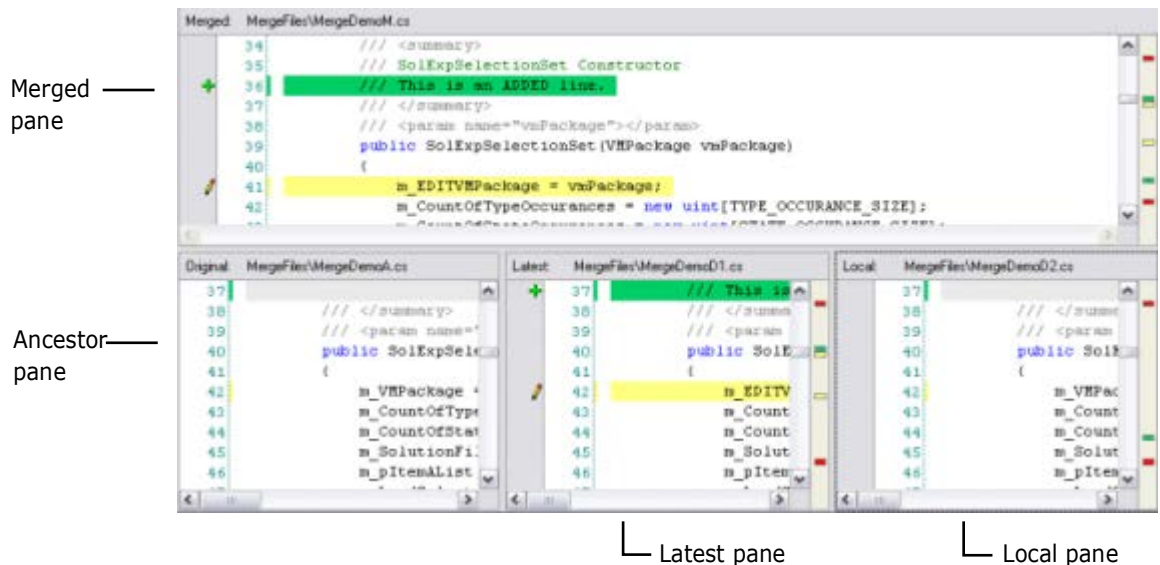 Merged: MergeFiles\MergeDemoM.cs
34 /// <summary>
35 /// SolExpSelectionSet Constructor
36 /// This is an ADDED line.
37 /// </summary>
38 /// <param name="vmPackage"></param>
39 public SolExpSelectionSet(VMPackage vmPackage)
40 {
41 m_EDITVMPackage = vmPackage;
42 m_CountOfTypeOccurances = new uint[TYPE_OCCURANCE_SIZE];
Merged
pane
Original: MergeFiles\MergeDemoA.cs
37
38 /// </summary>
39 /// <param name="
40 public SolExpSele
41 {
42 m_VMPackage =
43 m_CountOfType
44 m_CountOfStat
45 m_SolutionFi
46 m_pItemAList
Latest: MergeFiles\MergeDemoD1.cs
37 /// This is
38 /// </summa
39 /// <param
40 public SolE
41 {
42 m_EDITV
43 m_Count
44 m_Count
45 m_Solut
46 m_pItem
Local: MergeFiles\MergeDemoD2.cs
37
38 /// </summa
39 /// <param
40 public SolE
41 {
42 m_VMPac
43 m_Count
44 m_Count
45 m_Solut
46 m_pItem
Ancestor
pane
Latest pane
Local pane